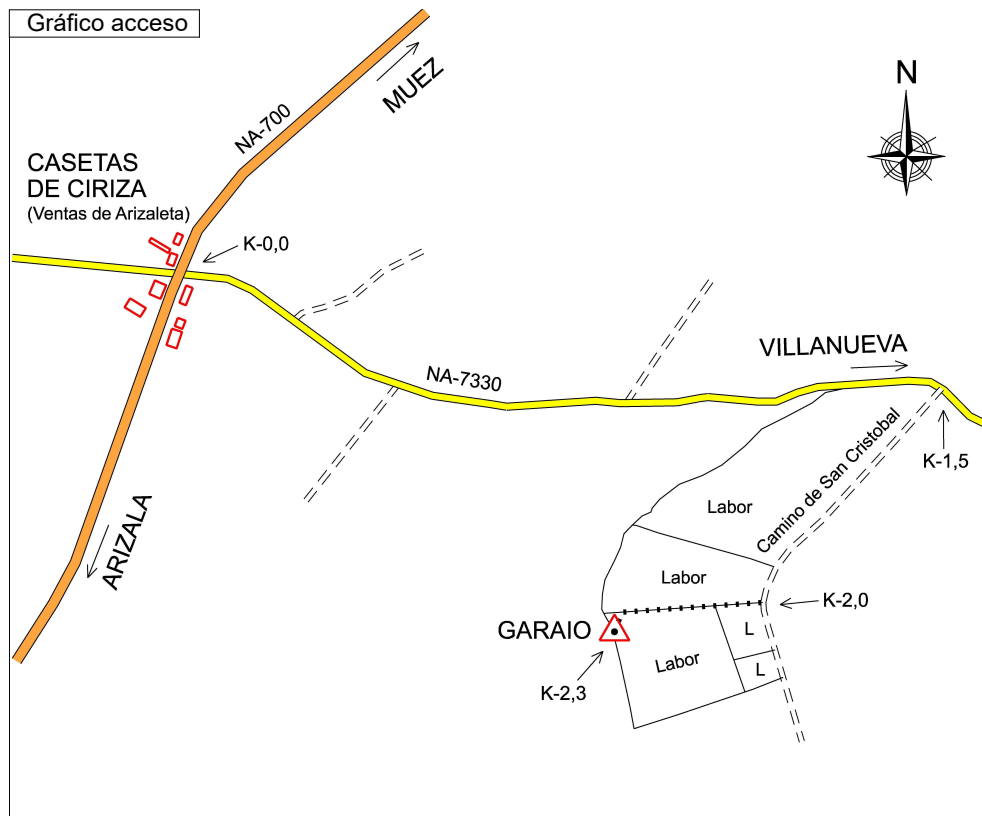 Gráfico acceso
MUEZ
NA-700
N
CASETAS
DE CIRIZA
(Ventas de Arizaleta)
K-0,0
VILLANUEVA
NA-7330
K-1,5
Camino de San Cristobal
Labor
ARIZALA
Labor
K-2,0
GARAIO
L
Labor
L
K-2,3